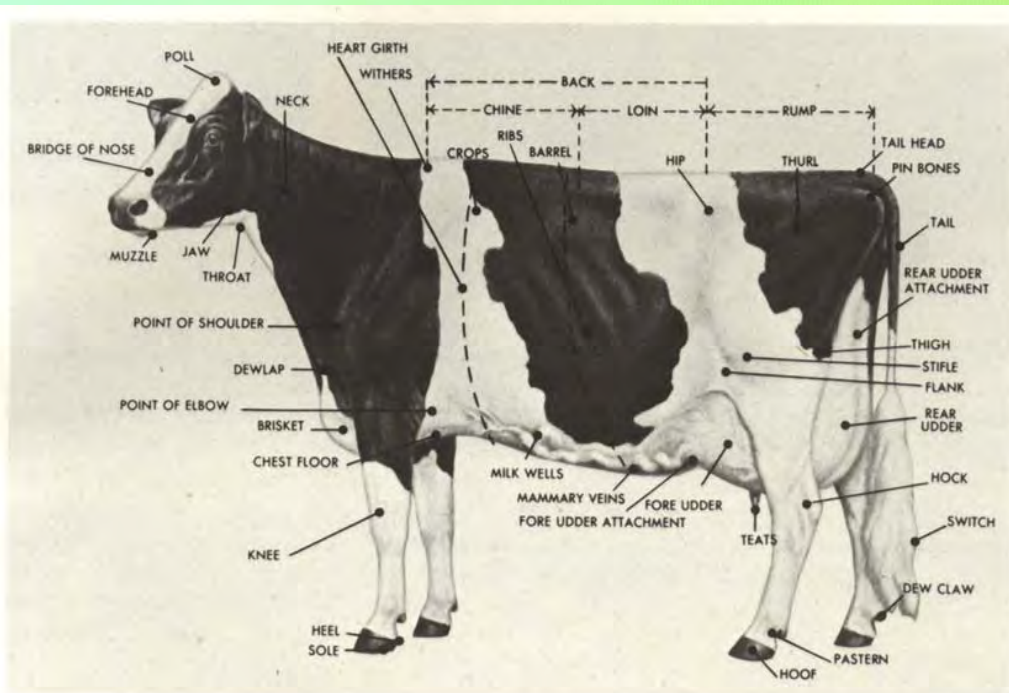 POLL
FOREHEAD
BRIDGE OF NOSE
MUZZLE
JAW
THROAT
NECK
HEART GIRTH
WITHERS
BACK
CHINE
LOIN
RUMP
CROPS
RIBS
BARREL
HIP
THURL
TAIL HEAD
PIN BONES
TAIL
REAR UDDER
ATTACHMENT
POINT OF SHOULDER
THIGH
STIFLE
DEWLAP
FLANK
POINT OF ELBOW
BRISKET
REAR
UDDER
CHEST FLOOR
MILK WELLS
MAMMARY VEINS
FORE UDDER
FORE UDDER ATTACHMENT
HOCK
TEATS
SWITCH
KNEE
DEW CLAW
HEEL
SOLE
PASTERN
HOOF